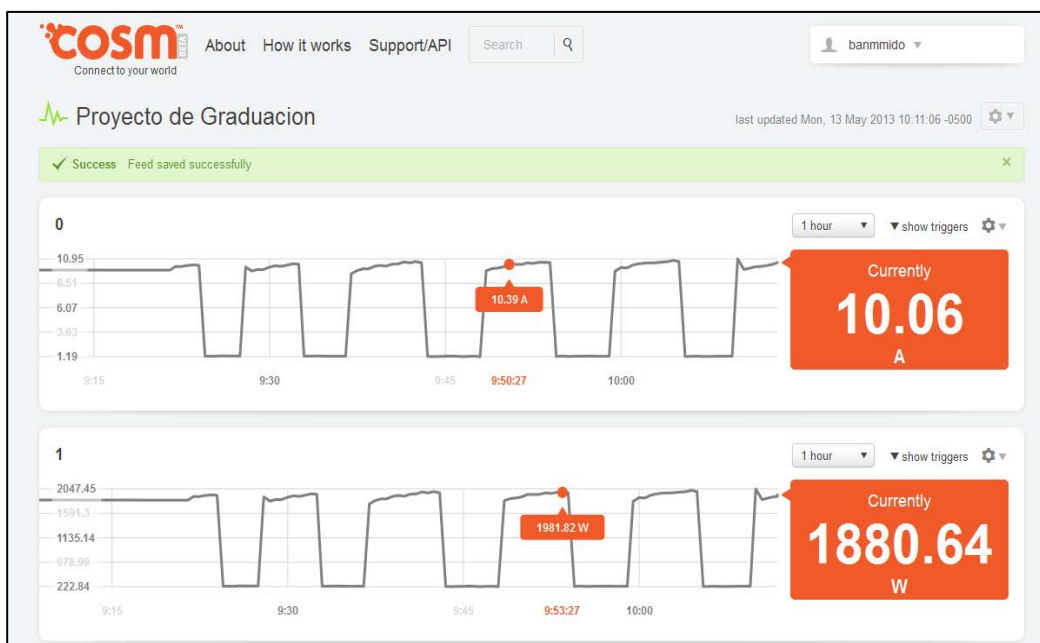 cosm™ BETA
About How it works Support/API Search banmmido
Connect to your world
Proyecto de Graduacion
last updated Mon, 13 May 2013 10:11:06 -0500
Success Feed saved successfully
0
1 hour show triggers
10.95
8.51
6.07
3.63
1.19
10.39 A
Currently
10.06
A
9:15 9:30 9:45 9:50:27 10:00
1
1 hour show triggers
2047.45
1591.3
1135.14
678.99
222.84
1981.82 W
Currently
1880.64
W
9:15 9:30 9:45 9:53:27 10:00